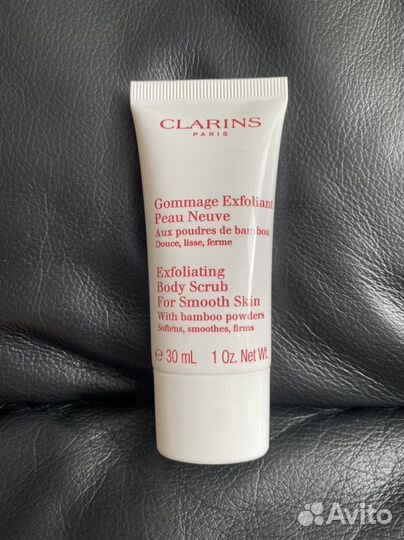 CLARINS
PARIS
Gommage Exfoliant
Peau Neuve
Aux poudres de bambou
Douce, lisse, ferme
Exfoliating
Body Scrub
For Smooth Skin
With bamboo powders
Softens, smoothes, firms
℮ 30 mL 1 Oz. Net Wt.
Avito